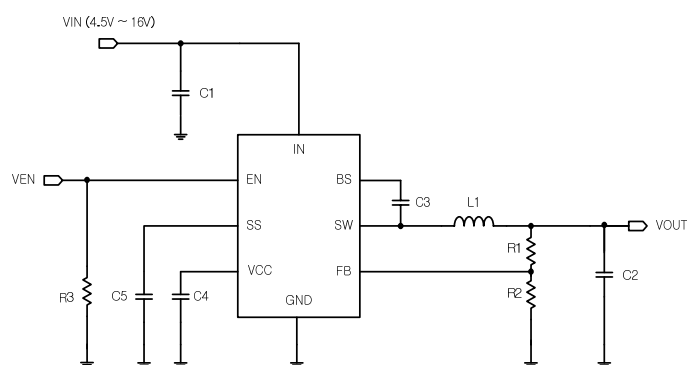 VIN (4.5V ~ 16V)
C1
IN
VEN
EN
BS
C3
L1
SS
SW
VOUT
R1
VCC
FB
C2
R3
C5
C4
GND
R2